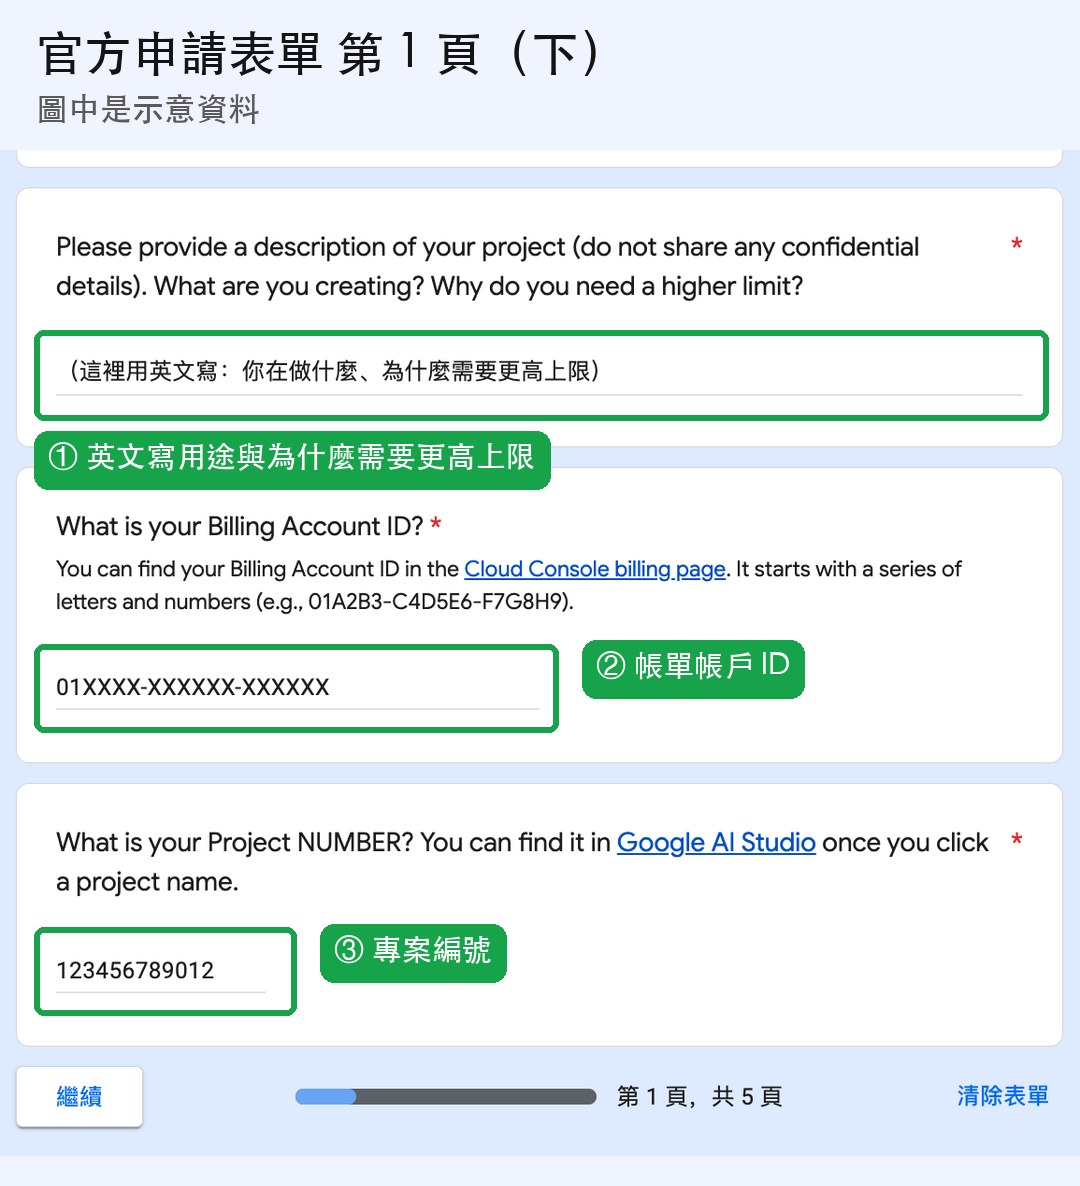 官方申請表單 第 1 頁（下）
圖中是示意資料
Please provide a description of your project (do not share any confidential *
details). What are you creating? Why do you need a higher limit?
（這裡用英文寫：你在做什麼、為什麼需要更高上限）
① 英文寫用途與為什麼需要更高上限
What is your Billing Account ID? *
You can find your Billing Account ID in the Cloud Console billing page. It starts with a series of
letters and numbers (e.g., 01A2B3-C4D5E6-F7G8H9).
01XXXX-XXXXXX-XXXXXX
② 帳單帳戶 ID
What is your Project NUMBER? You can find it in Google AI Studio once you click *
a project name.
123456789012
③ 專案編號
繼續
第 1 頁，共 5 頁
清除表單